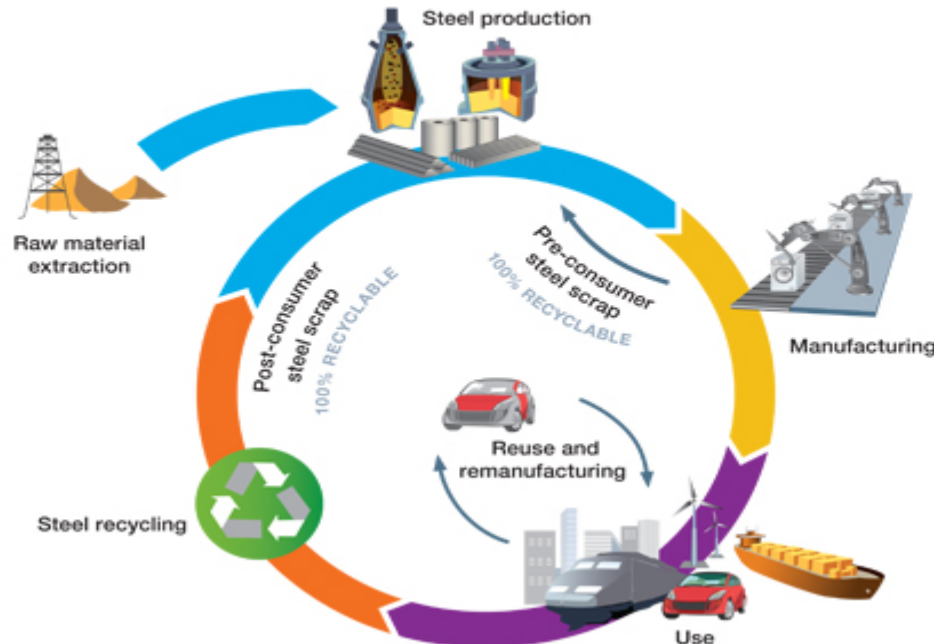 Steel production
Raw material
extraction
Post-consumer
steel scrap
100% RECYCLABLE
Pre-consumer
steel scrap
100% RECYCLABLE
Manufacturing
Reuse and
remanufacturing
Steel recycling
Use